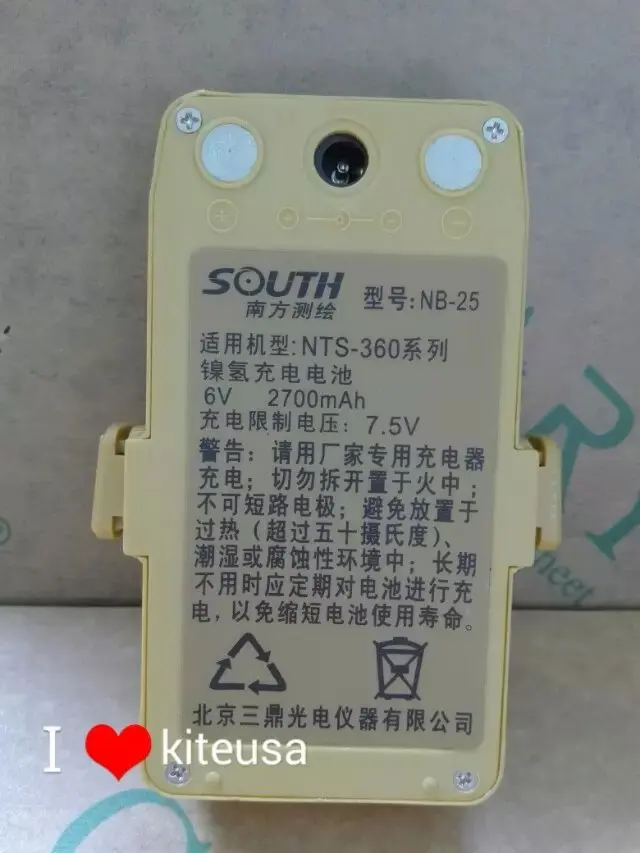 SOUTH
南方测绘
型号:NB-25
适用机型:NTS-360系列
镍氢充电电池
6V 2700mAh
充电限制电压: 7.5V
警告: 请用厂家专用充电器
充电; 切勿拆开置于火中;
不可短路电极; 避免放置于
过热(超过五十摄氏度)、
潮湿或腐蚀性环境中; 长期
不用时应定期对电池进行充
电, 以免缩短电池使用寿命。
北京三鼎光电仪器有限公司
I ❤ kiteusa